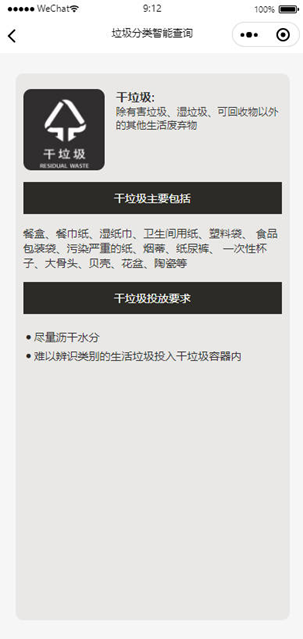 WeChat
9:12
100%
垃圾分类智能查询
干垃圾:
除有害垃圾、湿垃圾、可回收物以外
的其他生活废弃物
干垃圾
RESIDUAL WASTE
干垃圾主要包括
餐盒、餐巾纸、湿纸巾、卫生间用纸、塑料袋、 食品
包装袋、污染严重的纸、烟蒂、纸尿裤、 一次性杯
子、大骨头、贝壳、花盆、陶瓷等
干垃圾投放要求
尽量沥干水分
难以辨识类别的生活垃圾投入干垃圾容器内